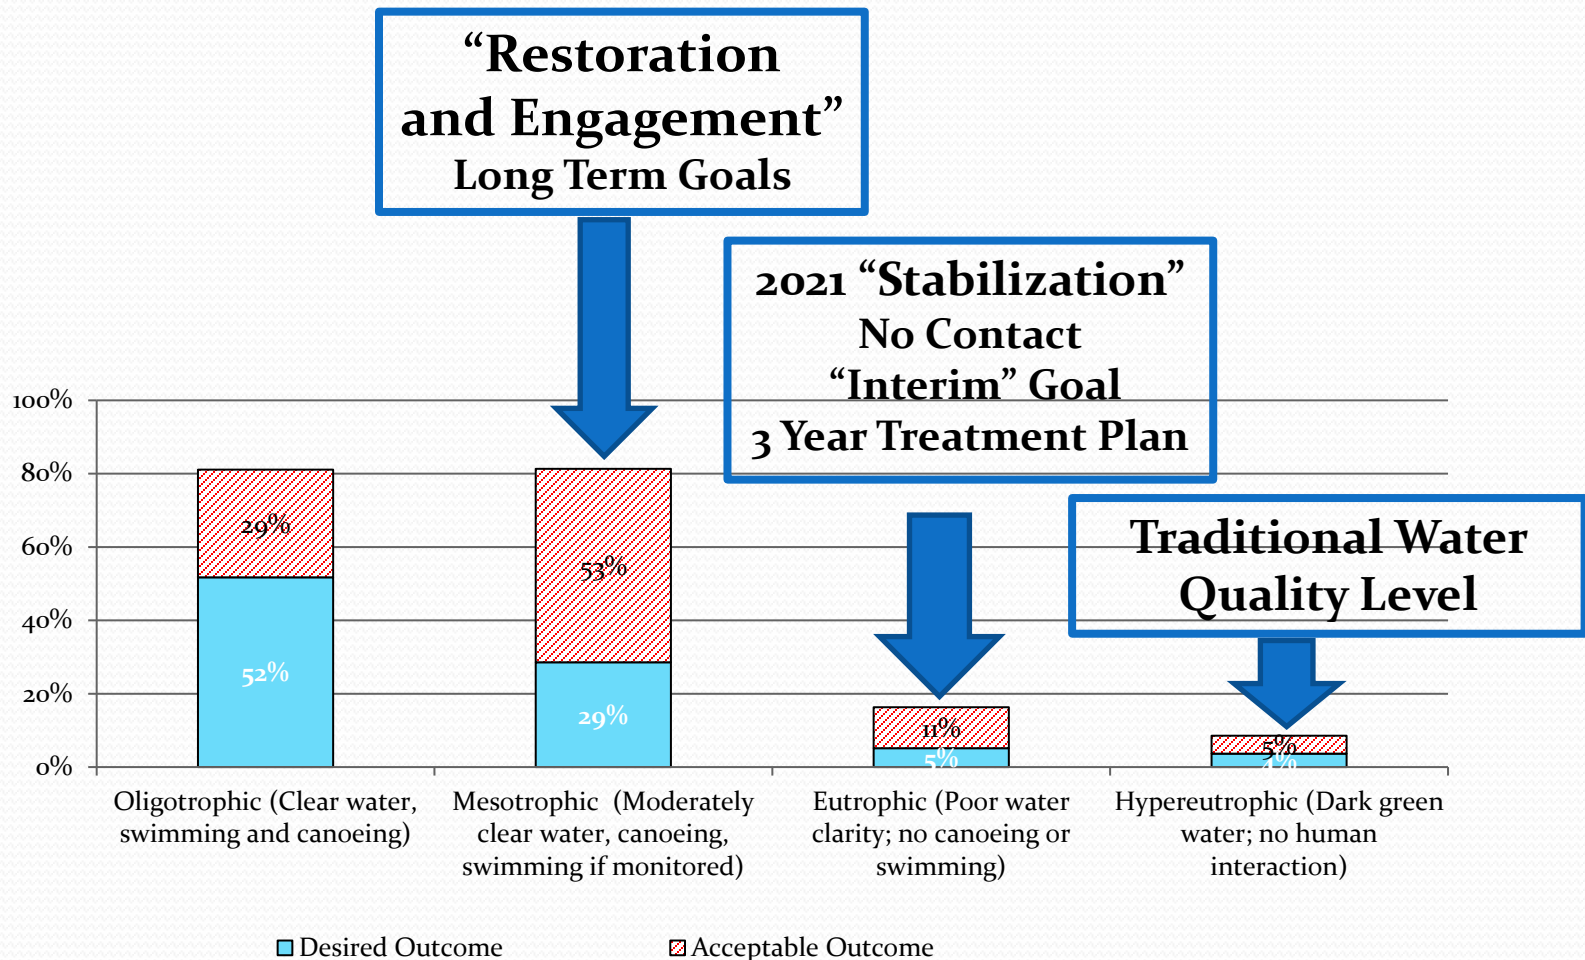 “Restoration
and Engagement”
Long Term Goals
2021 “Stabilization”
No Contact
“Interim” Goal
3 Year Treatment Plan
Traditional Water
Quality Level
100%
80%
60%
40%
20%
0%
29%
52%
53%
29%
11%
5%
5%
4%
Oligotrophic (Clear water,
swimming and canoeing)
Mesotrophic (Moderately
clear water, canoeing,
swimming if monitored)
Eutrophic (Poor water
clarity; no canoeing or
swimming)
Hypereutrophic (Dark green
water; no human
interaction)
Desired Outcome
Acceptable Outcome